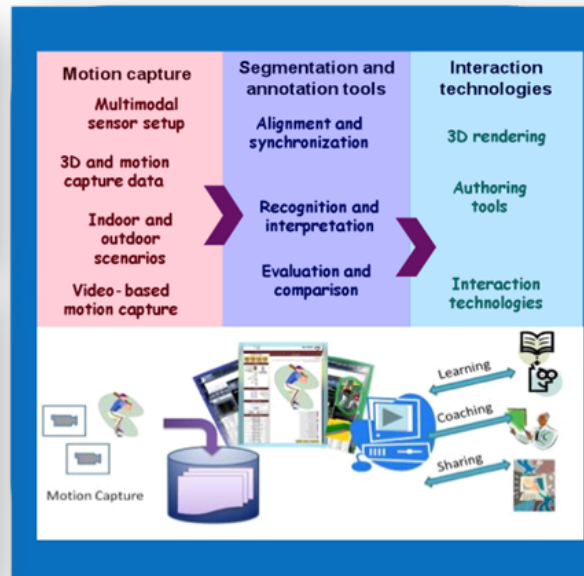 Motion capture
Multimodal
sensor setup
3D and motion
capture data
Indoor and
outdoor
scenarios
Video-based
motion capture
Segmentation and
annotation tools
Alignment and
synchronization
Recognition and
interpretation
Evaluation and
comparison
Interaction
technologies
3D rendering
Authoring
tools
Interaction
technologies
Motion Capture
Learning
Coaching
Sharing